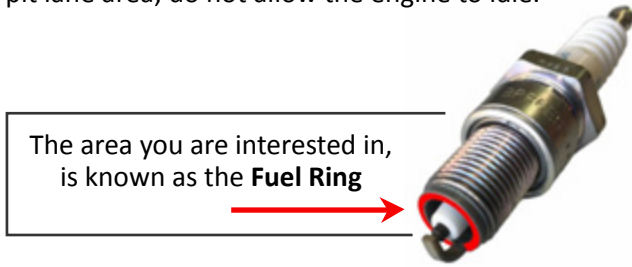 pit lane area, do not allow the engine to idle.
The area you are interested in,
is known as the Fuel Ring